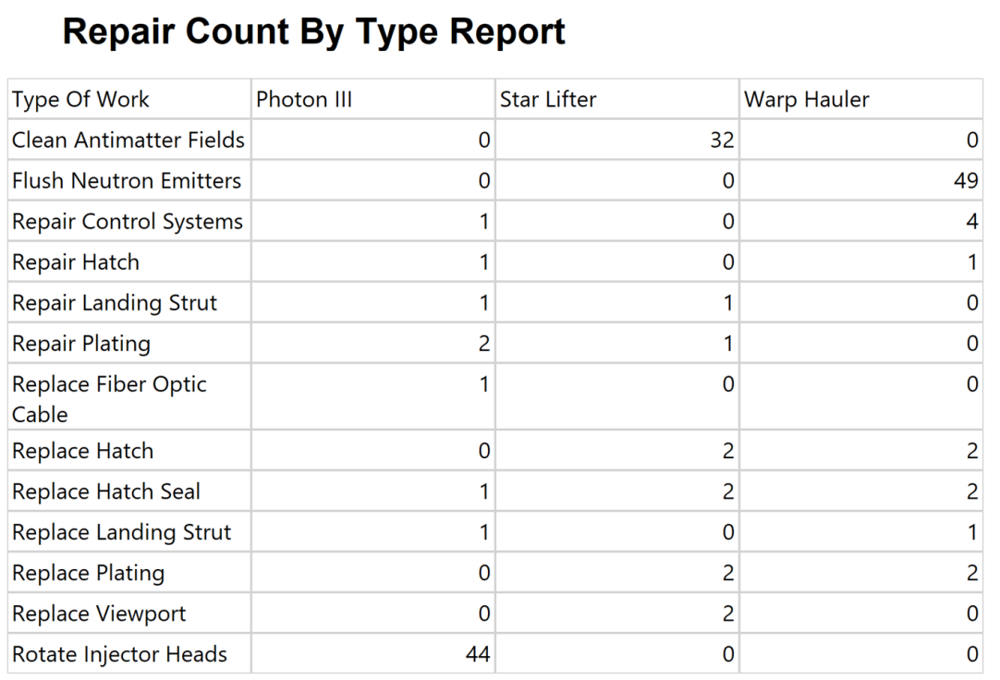 Repair Count By Type Report
Type Of Work Photon III Star Lifter Warp Hauler
Clean Antimatter Fields 0 32 0
Flush Neutron Emitters 0 0 49
Repair Control Systems 1 0 4
Repair Hatch 1 0 1
Repair Landing Strut 1 1 0
Repair Plating 2 1 0
Replace Fiber Optic 1 0 0
Cable
Replace Hatch 0 2 2
Replace Hatch Seal 1 2 2
Replace Landing Strut 1 0 1
Replace Plating 0 2 2
Replace Viewport 0 2 0
Rotate Injector Heads 44 0 0